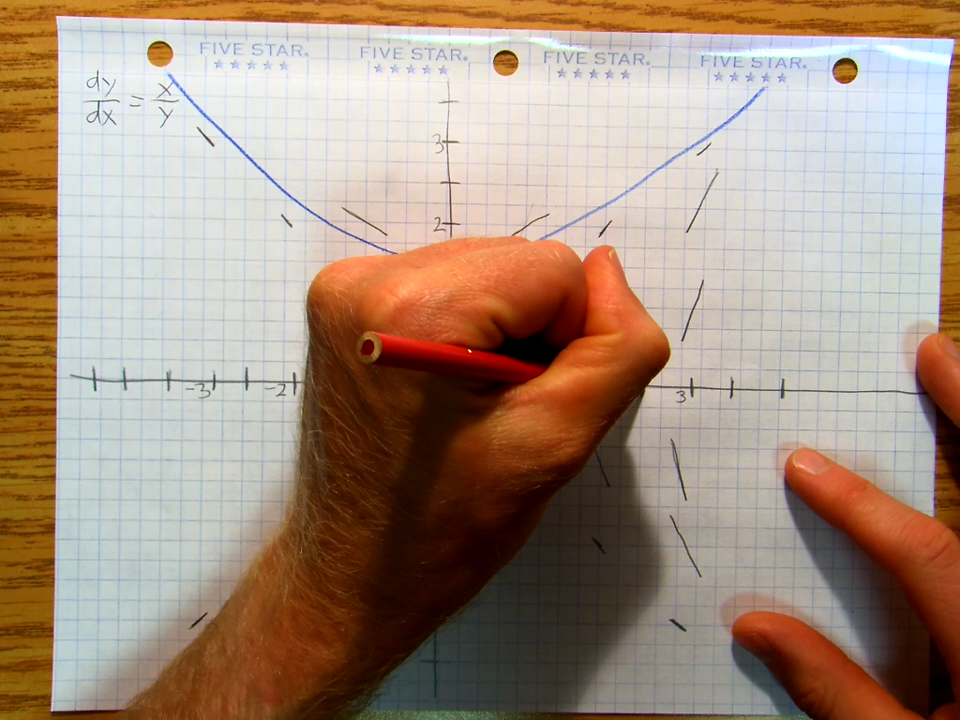 FIVE STAR. FIVE STAR. FIVE STAR. FIVE STAR.
dy/dx = x/y
3
2
-3 -2 3